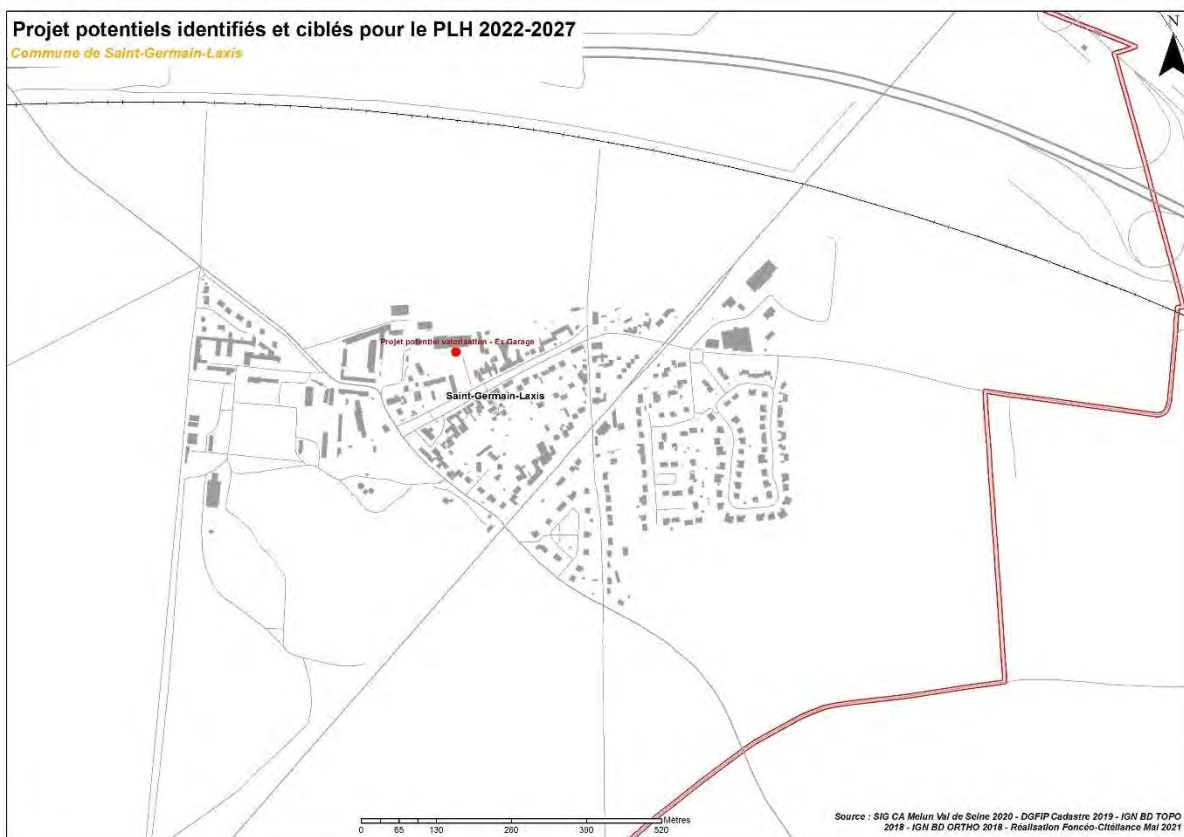 Projet potentiels identifiés et ciblés pour le PLH 2022-2027
Commune de Saint-Germain-Laxis
N
Projet potentiel valorisation - Ex Garage
Saint-Germain-Laxis
Mètres
0 65 130 260 390 520
Source : SIG CA Melun Val de Seine 2020 - DGFIP Cadastre 2019 - IGN BD TOPO
2018 - IGN BD ORTHO 2018 - Réalisation Foncéo-Citéliance Mai 2021